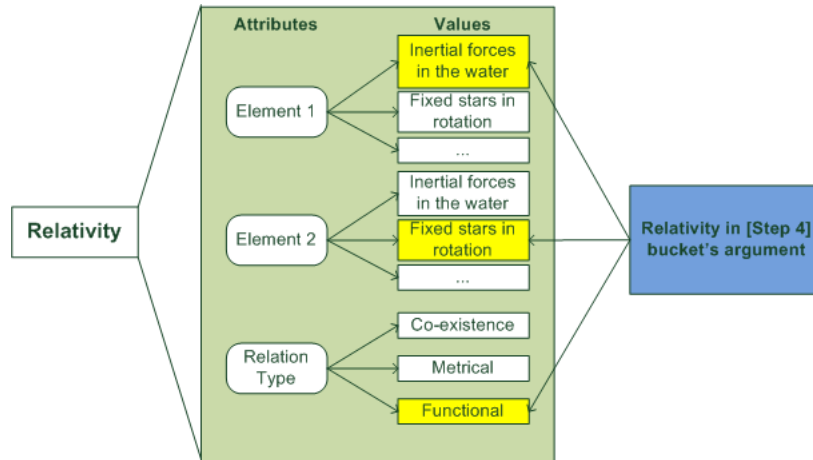 Attributes
Values
Inertial forces
in the water
Element 1
Fixed stars in
rotation
...
Inertial forces
in the water
Relativity
Element 2
Fixed stars in
rotation
...
Relativity in [Step 4]
bucket's argument
Co-existence
Relation
Type
Metrical
Functional